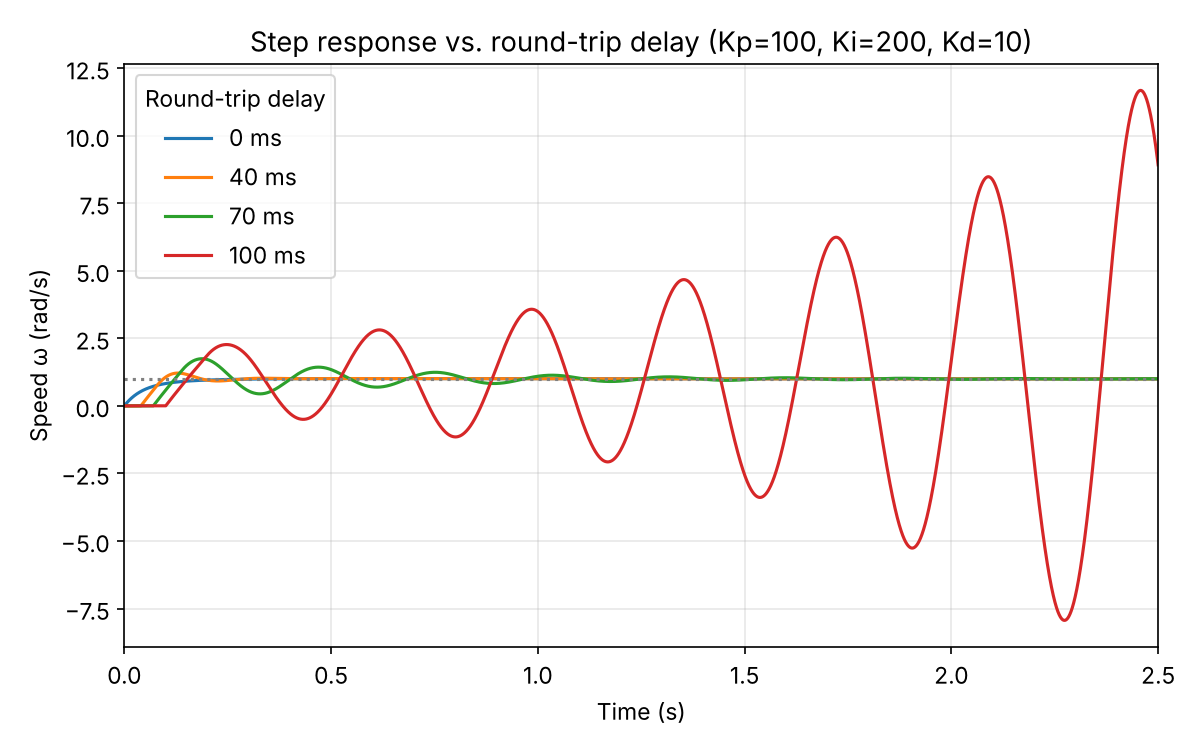 Step response vs. round-trip delay (Kp=100, Ki=200, Kd=10)
Round-trip delay
0 ms
40 ms
70 ms
100 ms
Speed ω (rad/s)
12.5
10.0
7.5
5.0
2.5
0.0
−2.5
−5.0
−7.5
0.0 0.5 1.0 1.5 2.0 2.5
Time (s)